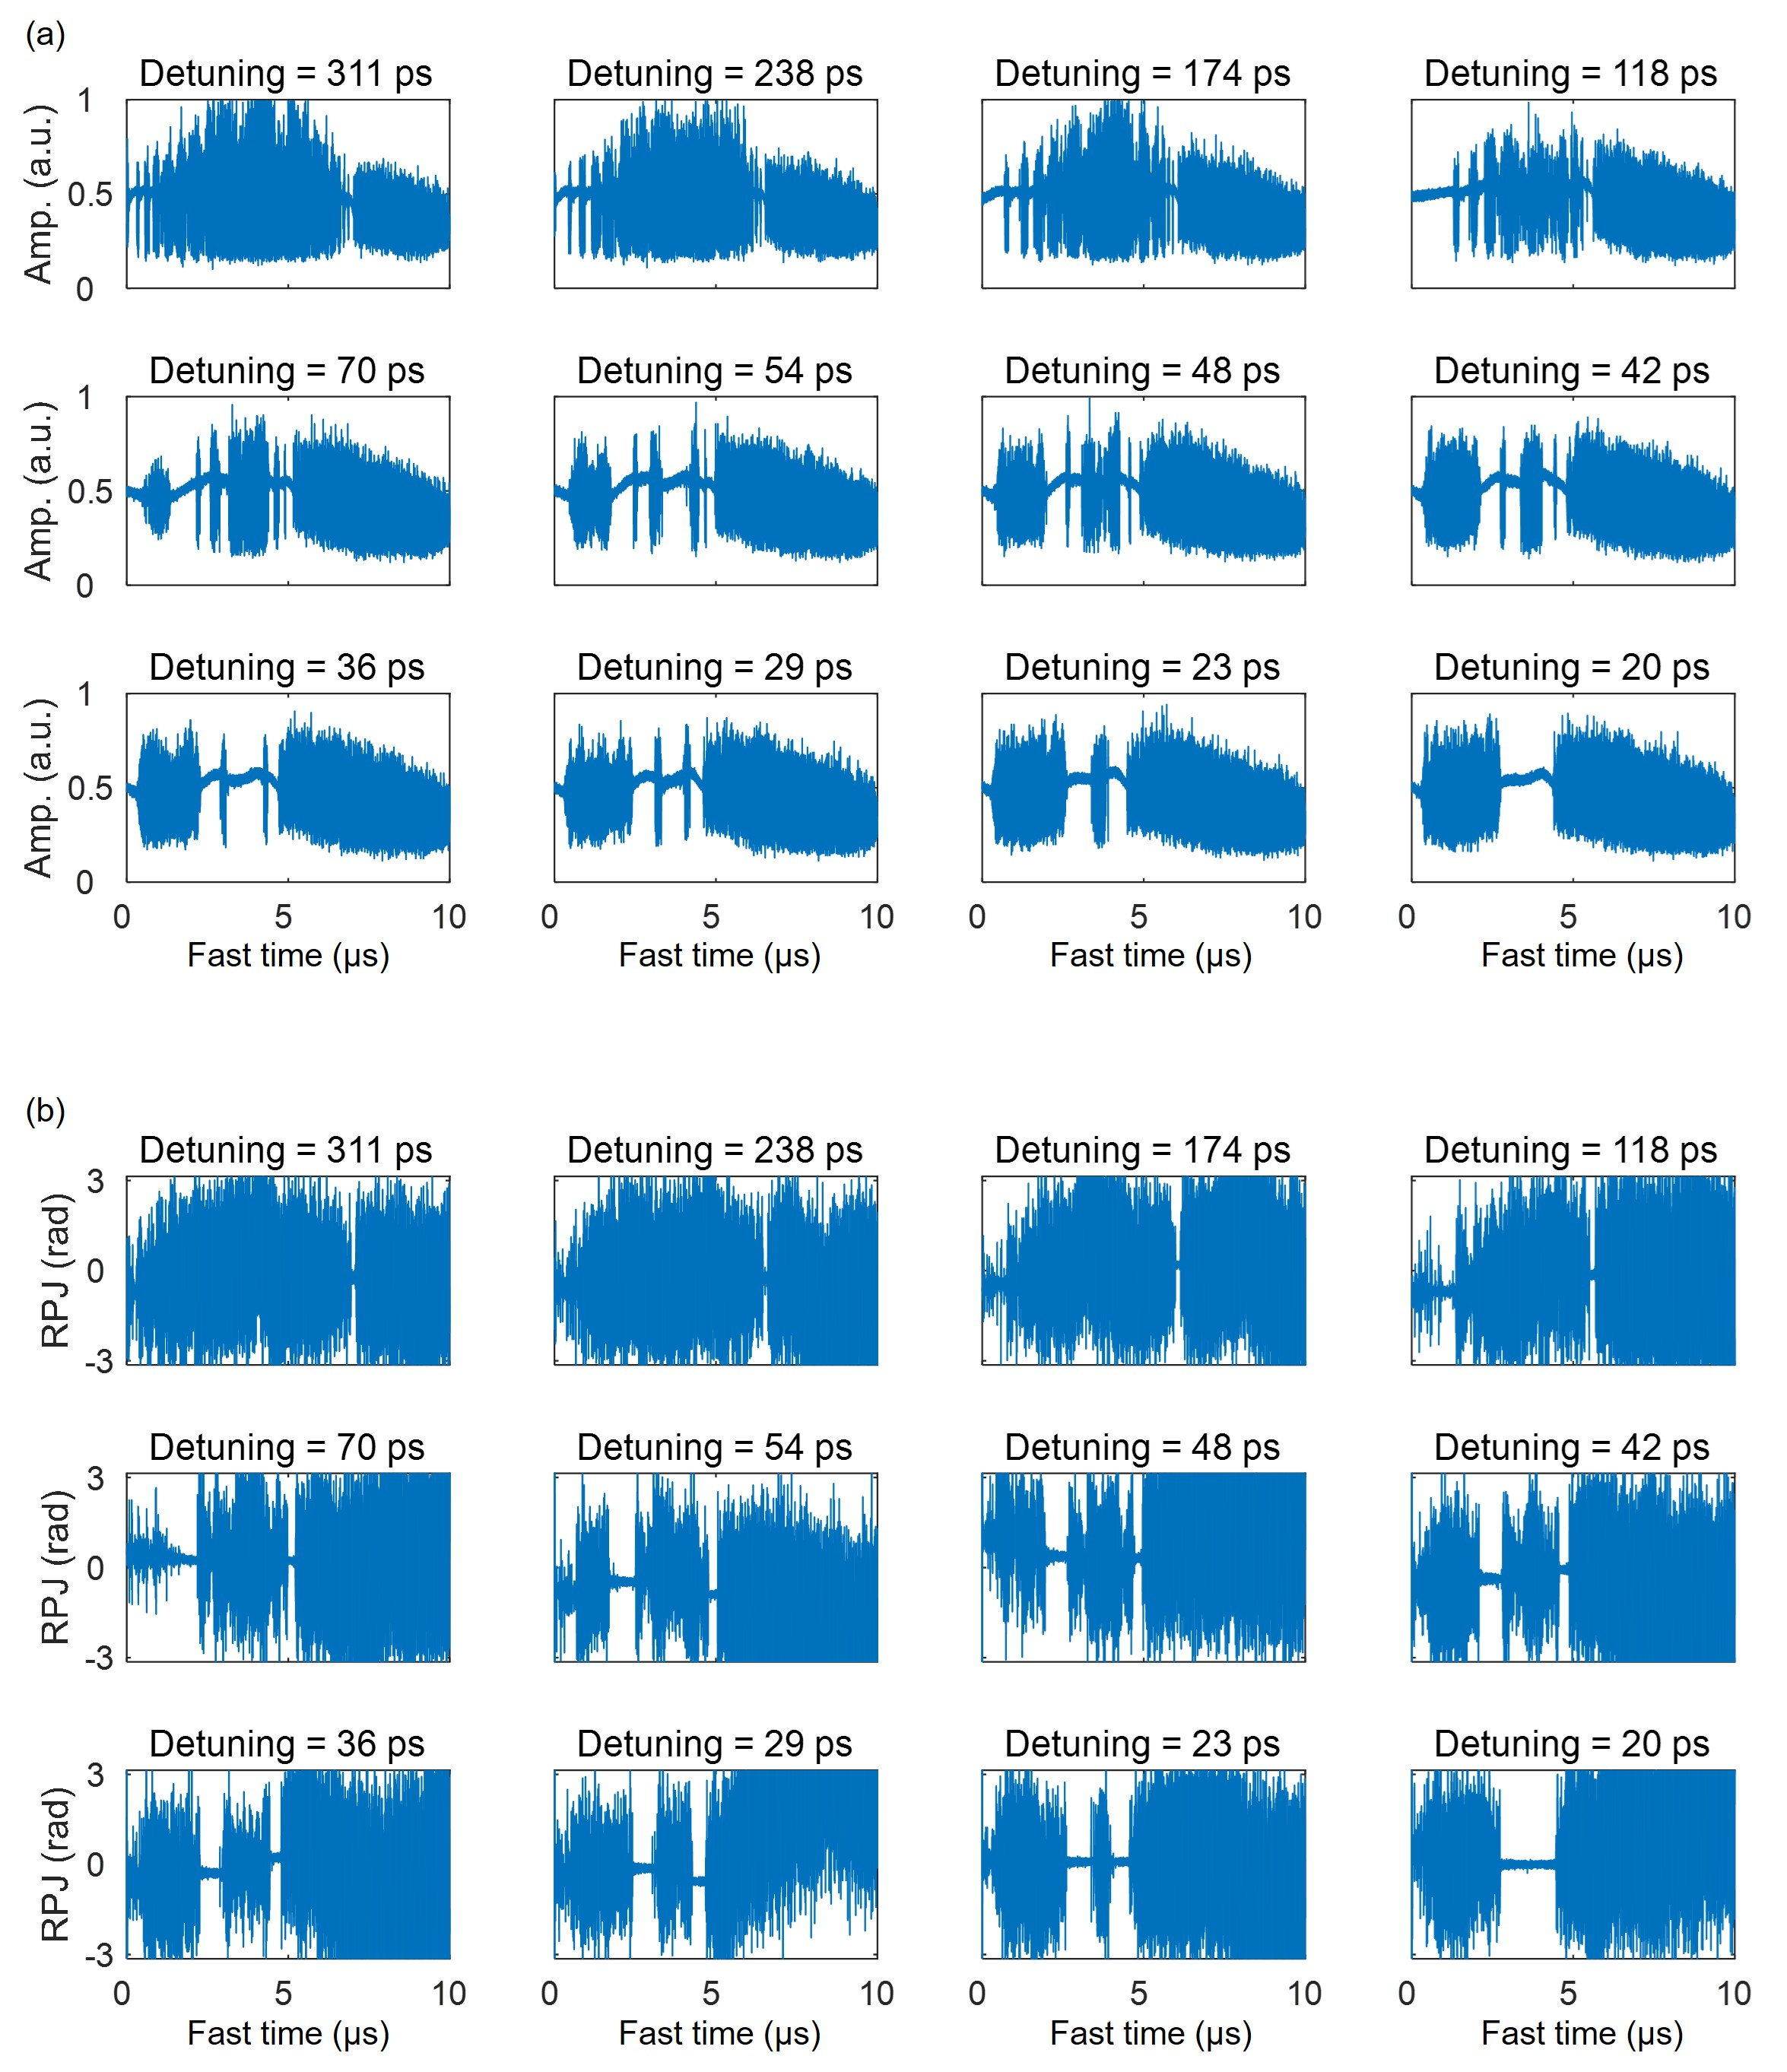 (a)
Detuning = 311 ps
Detuning = 238 ps
Detuning = 174 ps
Detuning = 118 ps
Amp. (a.u.)
1
0.5
0
Detuning = 70 ps
Detuning = 54 ps
Detuning = 48 ps
Detuning = 42 ps
Amp. (a.u.)
1
0.5
0
Detuning = 36 ps
Detuning = 29 ps
Detuning = 23 ps
Detuning = 20 ps
Amp. (a.u.)
1
0.5
0
0 5 10
0 5 10
0 5 10
0 5 10
Fast time (µs)
Fast time (µs)
Fast time (µs)
Fast time (µs)
(b)
Detuning = 311 ps
Detuning = 238 ps
Detuning = 174 ps
Detuning = 118 ps
RPJ (rad)
3
0
-3
Detuning = 70 ps
Detuning = 54 ps
Detuning = 48 ps
Detuning = 42 ps
RPJ (rad)
3
0
-3
Detuning = 36 ps
Detuning = 29 ps
Detuning = 23 ps
Detuning = 20 ps
RPJ (rad)
3
0
-3
0 5 10
0 5 10
0 5 10
0 5 10
Fast time (µs)
Fast time (µs)
Fast time (µs)
Fast time (µs)